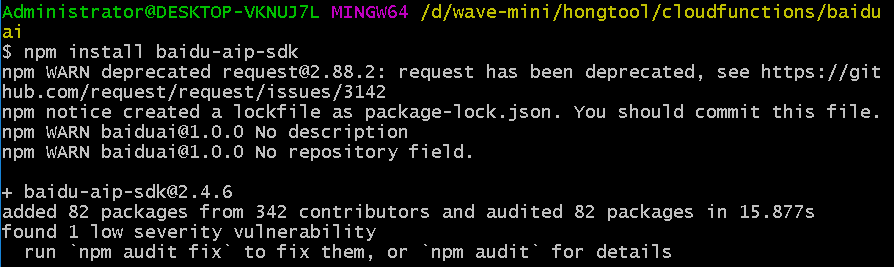 Administrator@DESKTOP-VKNUJ7L MINGW64 /d/wave-mini/hongtool/cloudfunctions/baidu
ai
$ npm install baidu-aip-sdk
npm WARN deprecated request@2.88.2: request has been deprecated, see https://git
hub.com/request/request/issues/3142
npm notice created a lockfile as package-lock.json. You should commit this file.
npm WARN baiduai@1.0.0 No description
npm WARN baiduai@1.0.0 No repository field.
+ baidu-aip-sdk@2.4.6
added 82 packages from 342 contributors and audited 82 packages in 15.877s
found 1 low severity vulnerability
  run `npm audit fix` to fix them, or `npm audit` for details